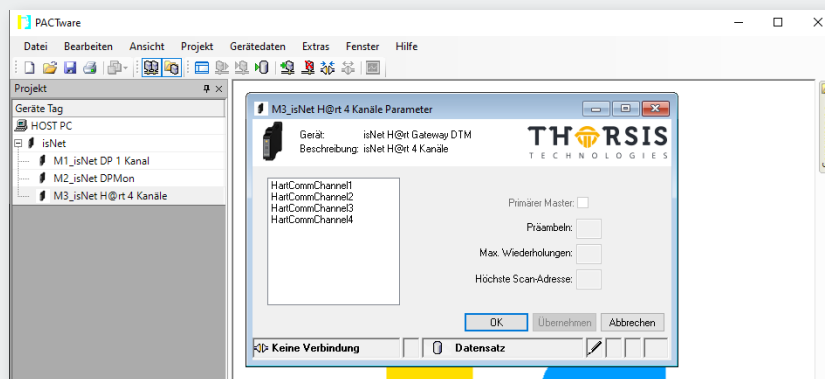 PACTware
Datei Bearbeiten Ansicht Projekt Gerätedaten Extras Fenster Hilfe
Projekt
Geräte Tag
HOST PC
isNet
M1_isNet DP 1 Kanal
M2_isNet DPMon
M3_isNet H@rt 4 Kanäle
M3_isNet H@rt 4 Kanäle Parameter
Gerät: isNet H@rt Gateway DTM
Beschreibung: isNet H@rt 4 Kanäle
THORSIS
TECHNOLOGIES
HartCommChannel1
HartCommChannel2
HartCommChannel3
HartCommChannel4
Primärer Master:
Präambeln:
Max. Wiederholungen:
Höchste Scan-Adresse:
OK Übernehmen Abbrechen
Keine Verbindung Datensatz